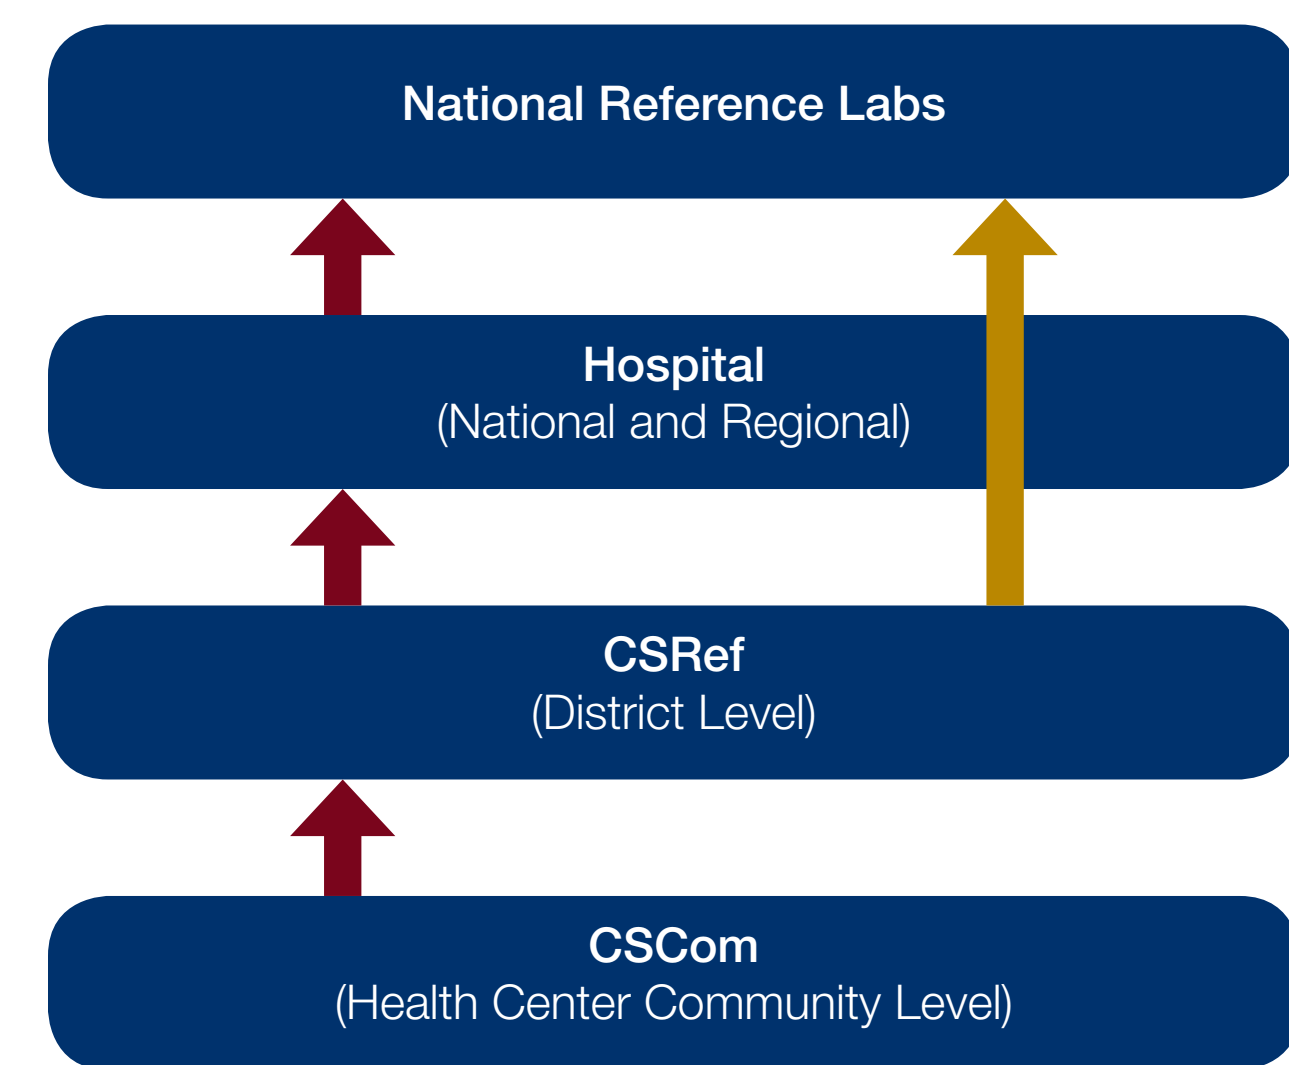 National Reference Labs
Hospital
(National and Regional)
CSRef
(District Level)
CSCom
(Health Center Community Level)